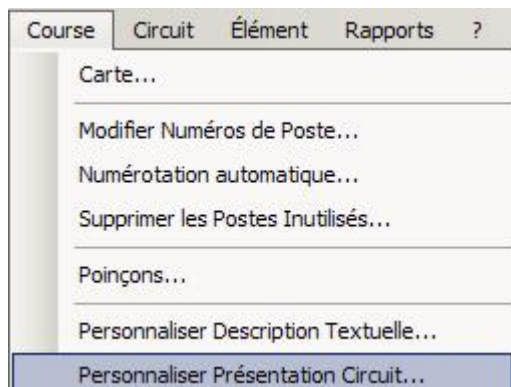 Course Circuit Élément Rapports ?
Carte...
Modifier Numéros de Poste...
Numérotation automatique...
Supprimer les Postes Inutilisés...
Poinçons...
Personnaliser Description Textuelle...
Personnaliser Présentation Circuit...